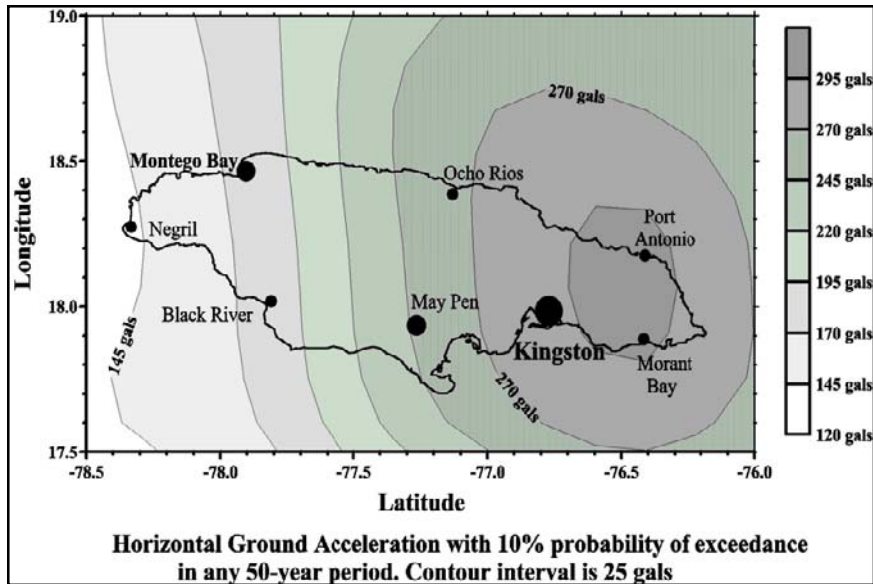 19.0
18.5
18.0
17.5
Longitude
-78.5
-78.0
-77.5
-77.0
-76.5
-76.0
Latitude
145 gals
270 gals
270 gals
Montego Bay
Negril
Black River
Ocho Rios
May Pen
Kingston
Port
Antonio
Morant
Bay
295 gals
270 gals
245 gals
220 gals
195 gals
170 gals
145 gals
120 gals
Horizontal Ground Acceleration with 10% probability of exceedance
in any 50-year period. Contour interval is 25 gals